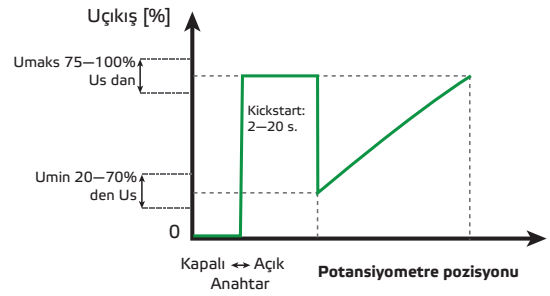 Uçıkış [%]
Umaks 75—100%
Us dan
Kickstart:
2—20 s.
Umin 20—70%
den Us
0
Kapalı ↔ Açık
Anahtar
Potansiyometre pozisyonu